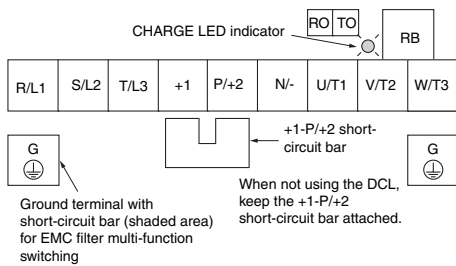 CHARGE LED indicator
RO TO
RB
R/L1 S/L2 T/L3 +1 P/+2 N/- U/T1 V/T2 W/T3
G
+1-P/+2 short-
circuit bar
G
When not using the DCL,
keep the +1-P/+2
short-circuit bar attached.
Ground terminal with
short-circuit bar (shaded area)
for EMC filter multi-function
switching